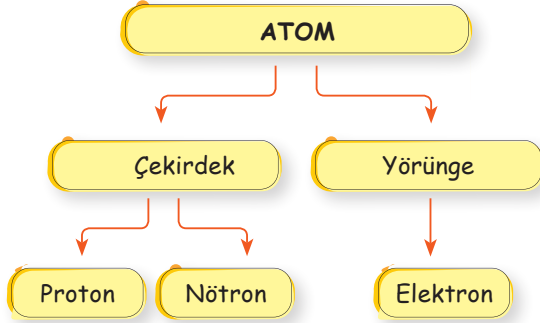 ATOM
Çekirdek
Yörünge
Proton
Nötron
Elektron